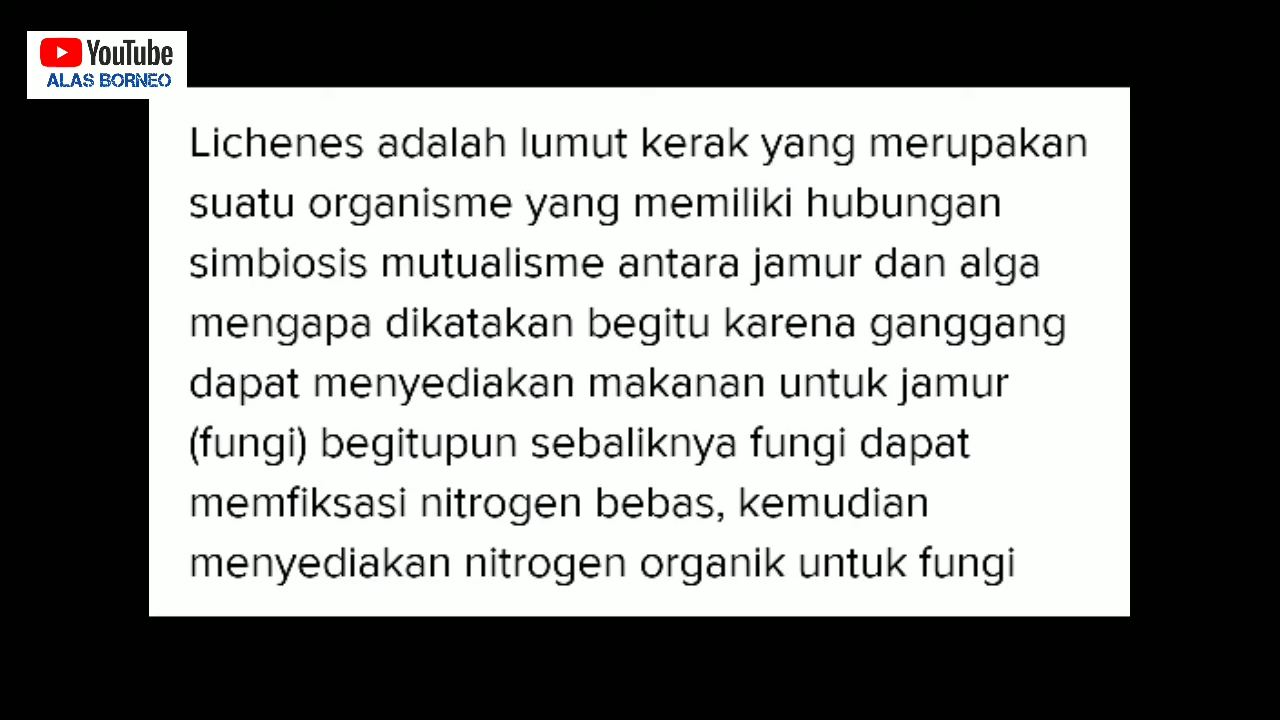 YouTube
ALAS BORNEO
Lichenes adalah lumut kerak yang merupakan
suatu organisme yang memiliki hubungan
simbiosis mutualisme antara jamur dan alga
mengapa dikatakan begitu karena ganggang
dapat menyediakan makanan untuk jamur
(fungi) begitupun sebaliknya fungi dapat
memfiksasi nitrogen bebas, kemudian
menyediakan nitrogen organik untuk fungi